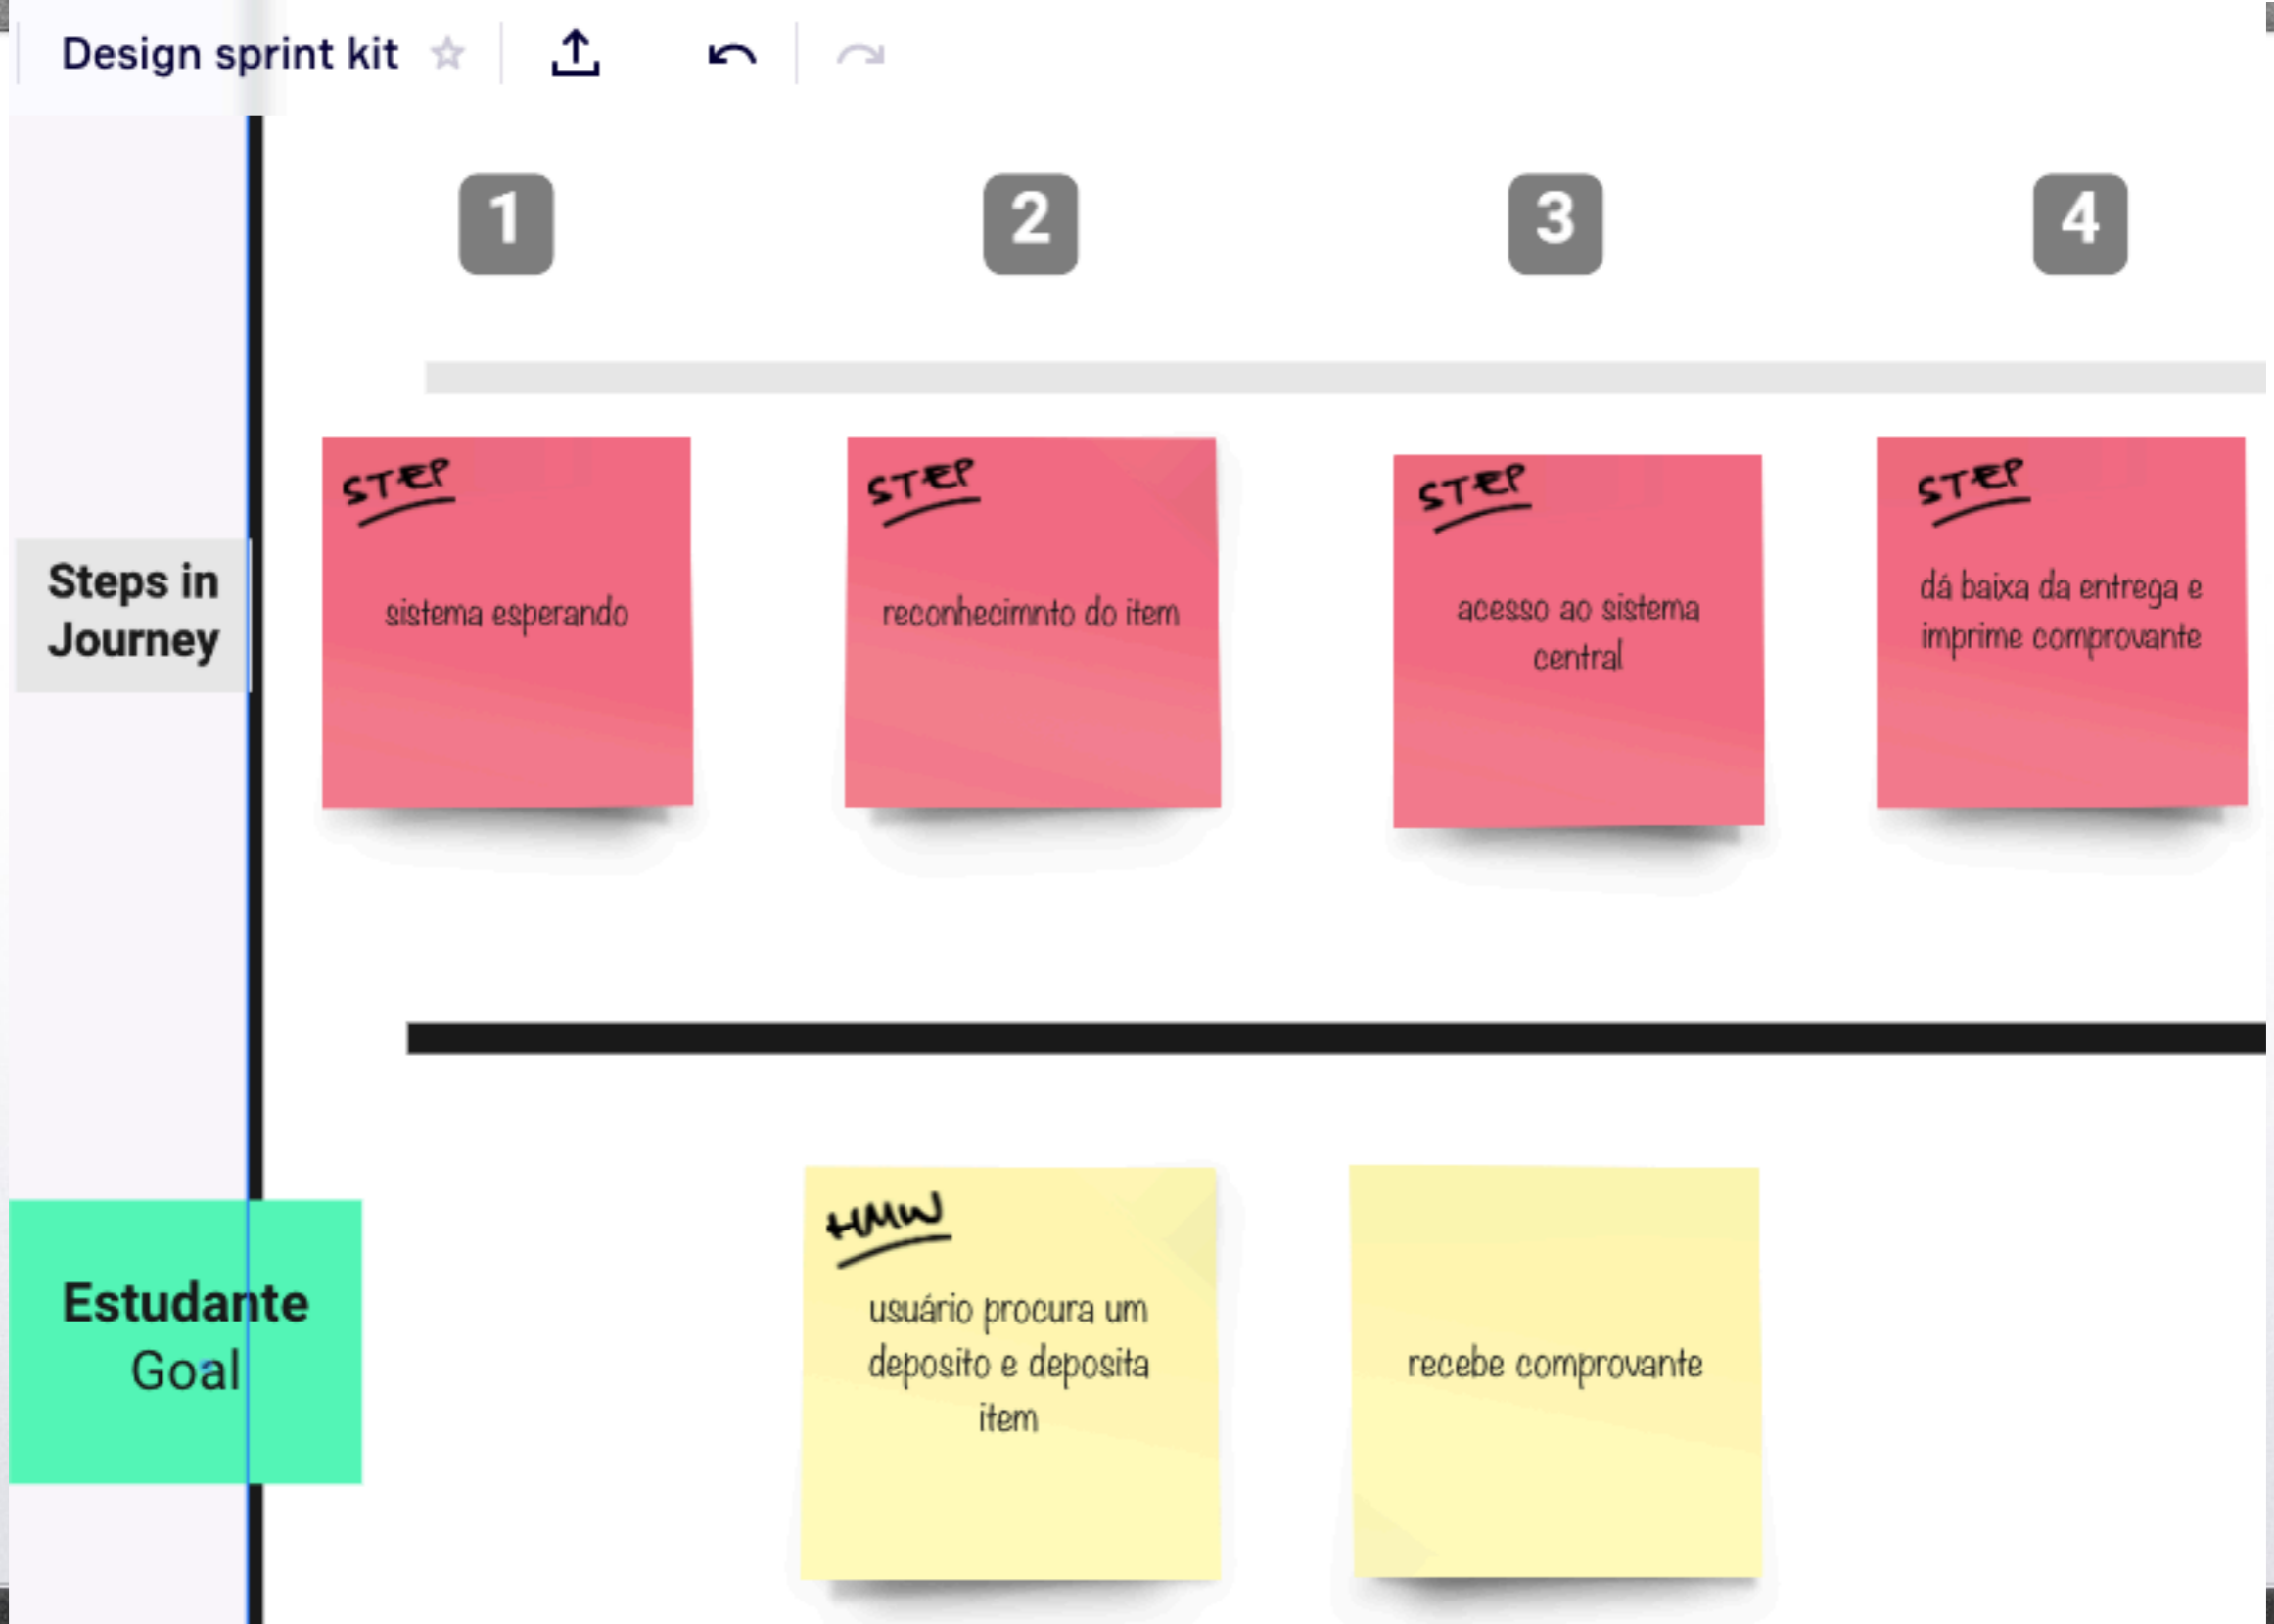 Design sprint kit
1
2
3
4
Steps in
Journey
STEP
sistema esperando
STEP
reconhecimnto do item
STEP
acesso ao sistema
central
STEP
dá baixa da entrega e
imprime comprovante
Estudante
Goal
HMW
usuário procura um
deposito e deposita
item
recebe comprovante